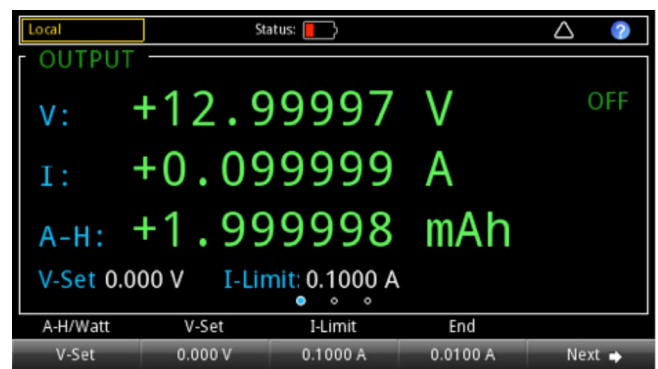 Local Status: ?
OUTPUT
V: +12.99997 V OFF
I: +0.099999 A
A-H: +1.999998 mAh
V-Set 0.000 V I-Limit: 0.1000 A
A-H/Watt V-Set I-Limit End
V-Set 0.000 V 0.1000 A 0.0100 A Next